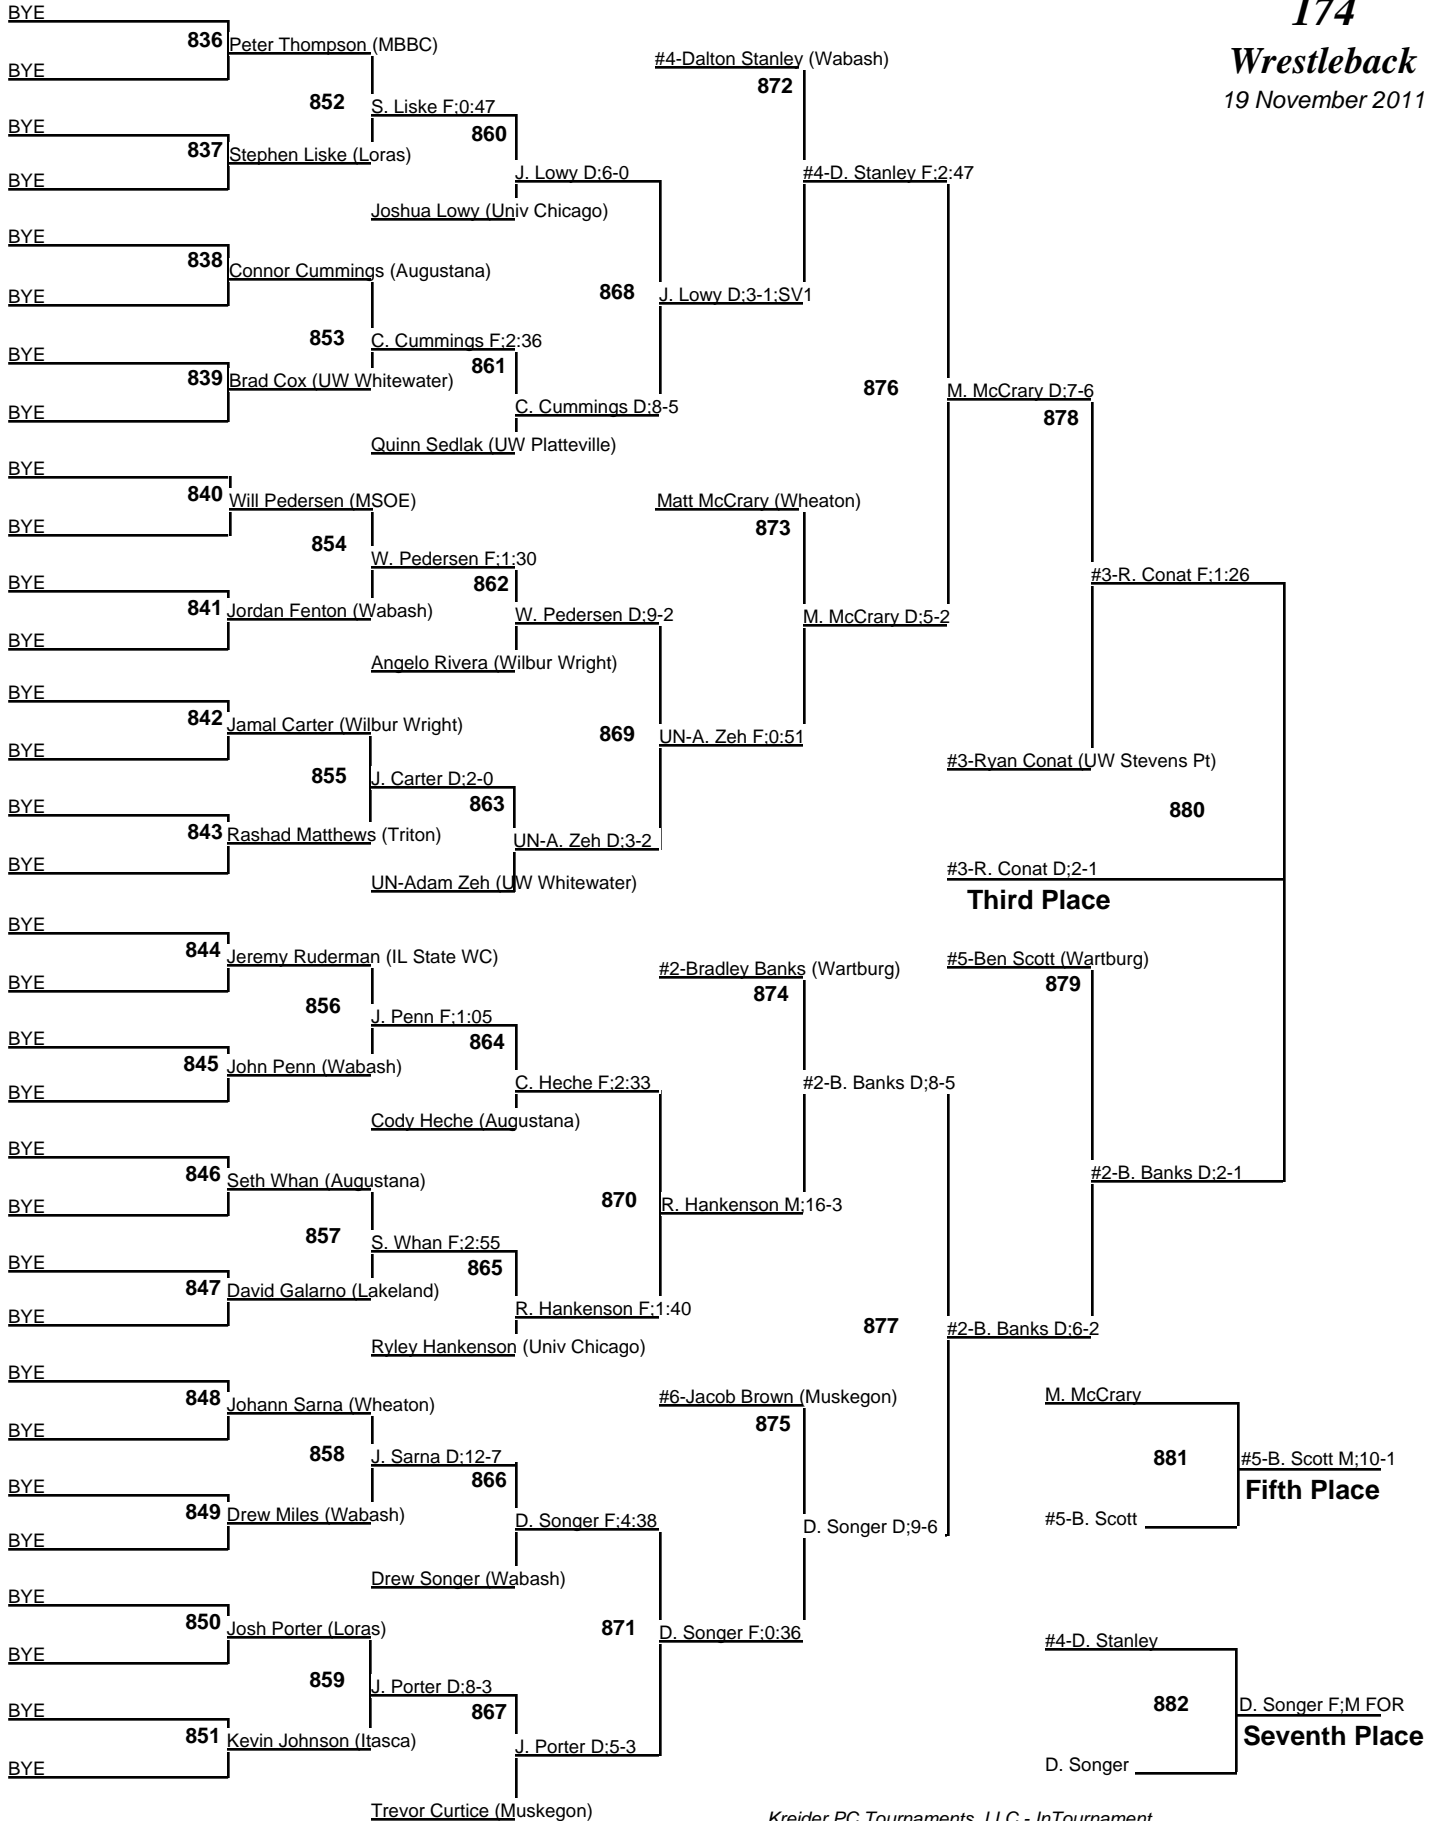 174
Wrestleback
19 November 2011
BYE
836 Peter Thompson (MBBC)
BYE
852 S. Liske F;0:47
BYE
837 Stephen Liske (Loras)
BYE
860 J. Lowy D;6-0
Joshua Lowy (Univ Chicago)
BYE
838 Connor Cummings (Augustana)
BYE
853 C. Cummings F;2:36
BYE
839 Brad Cox (UW Whitewater)
BYE
861 C. Cummings D;8-5
Quinn Sedlak (UW Platteville)
868 J. Lowy D;3-1;SV1
#4-Dalton Stanley (Wabash)
872 #4-D. Stanley F;2:47
BYE
840 Will Pedersen (MSOE)
BYE
854 W. Pedersen F;1:30
BYE
841 Jordan Fenton (Wabash)
BYE
862 W. Pedersen D;9-2
Angelo Rivera (Wilbur Wright)
BYE
842 Jamal Carter (Wilbur Wright)
BYE
855 J. Carter D;2-0
BYE
843 Rashad Matthews (Triton)
BYE
863 UN-A. Zeh D;3-2
UN-Adam Zeh (UW Whitewater)
869 UN-A. Zeh F;0:51
Matt McCrary (Wheaton)
873 M. McCrary D;5-2
876 M. McCrary D;7-6
878 #3-R. Conat F;1:26
#3-Ryan Conat (UW Stevens Pt)
880
#3-R. Conat D;2-1
Third Place
BYE
844 Jeremy Ruderman (IL State WC)
BYE
856 J. Penn F;1:05
BYE
845 John Penn (Wabash)
BYE
864 C. Heche F;2:33
Cody Heche (Augustana)
BYE
846 Seth Whan (Augustana)
BYE
857 S. Whan F;2:55
BYE
847 David Galarno (Lakeland)
BYE
865 R. Hankenson F;1:40
Ryley Hankenson (Univ Chicago)
870 R. Hankenson M;16-3
#2-Bradley Banks (Wartburg)
874 #2-B. Banks D;8-5
#5-Ben Scott (Wartburg)
879 #2-B. Banks D;2-1
877 #2-B. Banks D;6-2
BYE
848 Johann Sarna (Wheaton)
BYE
858 J. Sarna D;12-7
BYE
849 Drew Miles (Wabash)
BYE
866 D. Songer F;4:38
Drew Songer (Wabash)
BYE
850 Josh Porter (Loras)
BYE
859 J. Porter D;8-3
BYE
851 Kevin Johnson (Itasca)
BYE
867 J. Porter D;5-3
Trevor Curtice (Muskegon)
871 D. Songer F;0:36
#6-Jacob Brown (Muskegon)
875 D. Songer D;9-6
M. McCrary
881 #5-B. Scott M;10-1
Fifth Place
#5-B. Scott
#4-D. Stanley
882 D. Songer F;M FOR
Seventh Place
D. Songer
Kreider PC Tournaments, LLC - InTournament